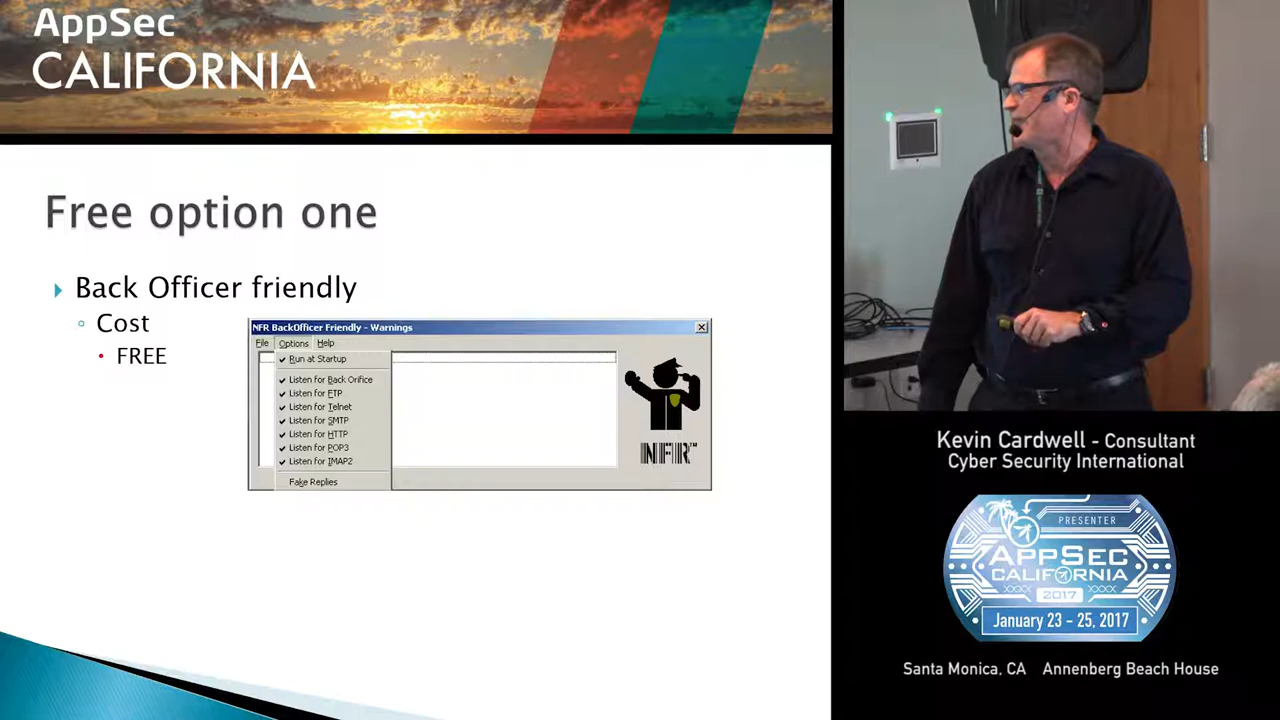 AppSec
CALIFORNIA
Free option one
Back Officer friendly
Cost
FREE
NFR BackOfficer Friendly - Warnings
File Options Help
Run at Startup
Listen for Back Orifice
Listen for FTP
Listen for Telnet
Listen for SMTP
Listen for HTTP
Listen for POP3
Listen for IMAP2
Fake Replies
NFR™
Kevin Cardwell - Consultant
Cyber Security International
PRESENTER
APPSEC
CALIFORNIA
2017
January 23 - 25, 2017
Santa Monica, CA Annenberg Beach House